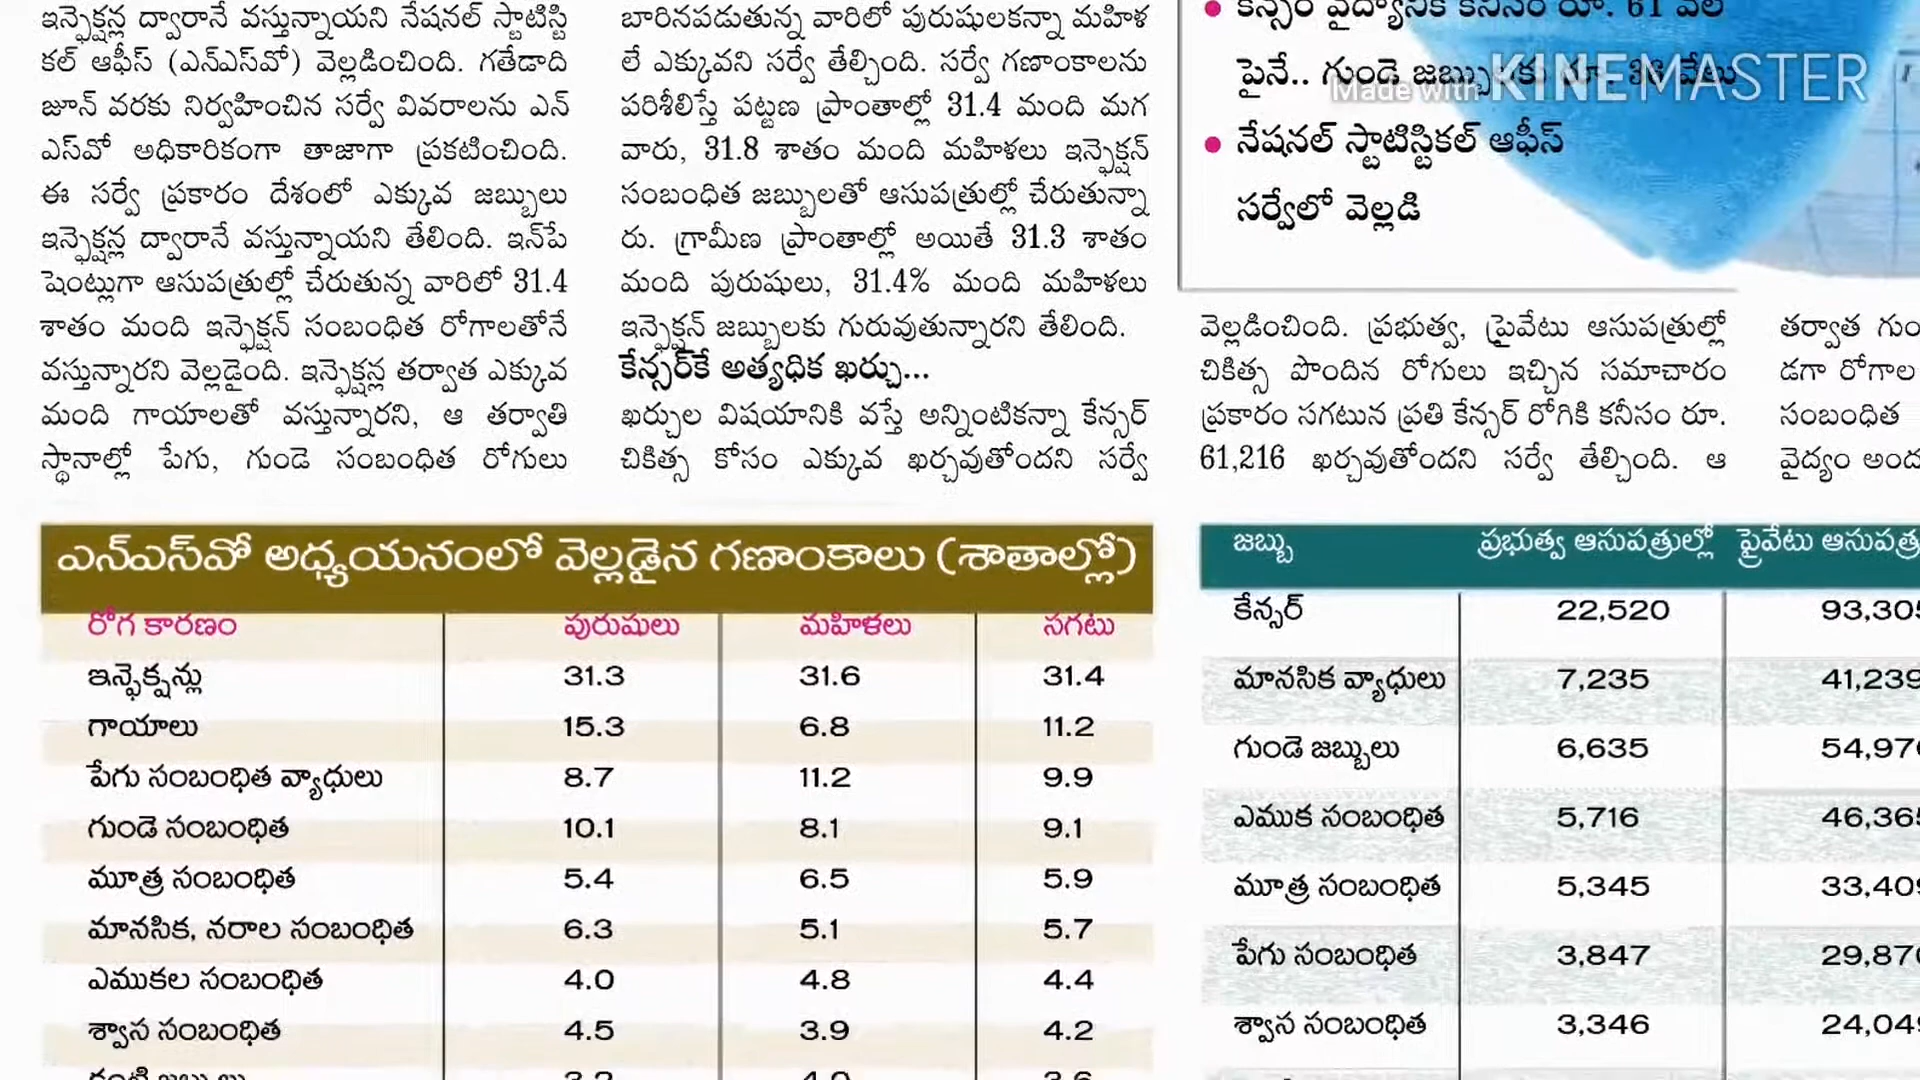 ఇన్ఫెక్షన్ల ద్వారానే వస్తున్నాయని నేషనల్ స్టాటిస్టి
కల్ ఆఫీస్ (ఎన్ఎస్‌వో) వెల్లడించింది. గతేడాది
జూన్ వరకు నిర్వహించిన సర్వే వివరాలను ఎన్
ఎస్‌వో అధికారికంగా తాజాగా ప్రకటించింది.
ఈ సర్వే ప్రకారం దేశంలో ఎక్కువ జబ్బులు
ఇన్ఫెక్షన్ల ద్వారానే వస్తున్నాయని తేలింది. ఇన్‌పే
షెంట్లుగా ఆసుపత్రుల్లో చేరుతున్న వారిలో 31.4
శాతం మంది ఇన్ఫెక్షన్ సంబంధిత రోగాలతోనే
వస్తున్నారని వెల్లడైంది. ఇన్ఫెక్షన్ల తర్వాత ఎక్కువ
మంది గాయాలతో వస్తున్నారని, ఆ తర్వాతి
స్థానాల్లో పేగు, గుండె సంబంధిత రోగులు
బారినపడుతున్న వారిలో పురుషులకన్నా మహిళ
లే ఎక్కువని సర్వే తేల్చింది. సర్వే గణాంకాలను
పరిశీలిస్తే పట్టణ ప్రాంతాల్లో 31.4 మంది మగ
వారు, 31.8 శాతం మంది మహిళలు ఇన్ఫెక్షన్
సంబంధిత జబ్బులతో ఆసుపత్రుల్లో చేరుతున్నా
రు. గ్రామీణ ప్రాంతాల్లో అయితే 31.3 శాతం
మంది పురుషులు, 31.4% మంది మహిళలు
ఇన్ఫెక్షన్ జబ్బులకు గురువుతున్నారని తేలింది.
కేన్సర్‌కే అత్యధిక ఖర్చు...
ఖర్చుల విషయానికి వస్తే అన్నింటికన్నా కేన్సర్
చికిత్స కోసం ఎక్కువ ఖర్చవుతోందని సర్వే
• కేన్సర్ వైద్యానికి కనీసం రూ. 61 వేల
పైనే.. గుండె జబ్బులకు
Made with KINEMASTER
• నేషనల్ స్టాటిస్టికల్ ఆఫీస్
సర్వేలో వెల్లడి
వెల్లడించింది. ప్రభుత్వ, ప్రైవేటు ఆసుపత్రుల్లో
చికిత్స పొందిన రోగులు ఇచ్చిన సమాచారం
ప్రకారం సగటున ప్రతి కేన్సర్ రోగికి కనీసం రూ.
61,216 ఖర్చవుతోందని సర్వే తేల్చింది. ఆ
తర్వాత
డగా రోగాల
సంబంధిత
వైద్యం
ఎన్ఎస్‌వో అధ్యయనంలో వెల్లడైన గణాంకాలు (శాతాల్లో)
రోగ కారణం పురుషులు మహిళలు సగటు
ఇన్ఫెక్షన్లు 31.3 31.6 31.4
గాయాలు 15.3 6.8 11.2
పేగు సంబంధిత వ్యాధులు 8.7 11.2 9.9
గుండె సంబంధిత 10.1 8.1 9.1
మూత్ర సంబంధిత 5.4 6.5 5.9
మానసిక, నరాల సంబంధిత 6.3 5.1 5.7
ఎముకల సంబంధిత 4.0 4.8 4.4
శ్వాస సంబంధిత 4.5 3.9 4.2
జబ్బు ప్రభుత్వ ఆసుపత్రుల్లో ప్రైవేటు
కేన్సర్ 22,520
మానసిక వ్యాధులు 7,235 41,239
గుండె జబ్బులు 6,635
ఎముక సంబంధిత 5,716
మూత్ర సంబంధిత 5,345
పేగు సంబంధిత 3,847
శ్వాస సంబంధిత 3,346